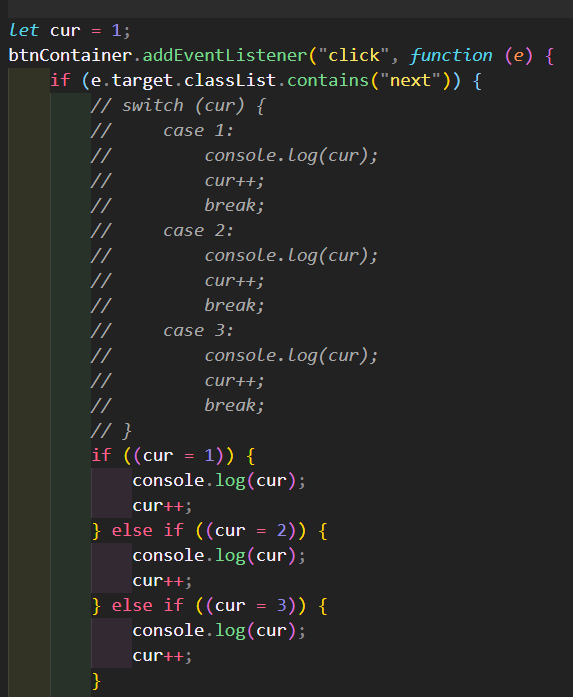 let cur = 1;
btnContainer.addEventListener("click", function (e) {
    if (e.target.classList.contains("next")) {
        // switch (cur) {
        //     case 1:
        //         console.log(cur);
        //         cur++;
        //         break;
        //     case 2:
        //         console.log(cur);
        //         cur++;
        //         break;
        //     case 3:
        //         console.log(cur);
        //         cur++;
        //         break;
        // }
        if ((cur = 1)) {
            console.log(cur);
            cur++;
        } else if ((cur = 2)) {
            console.log(cur);
            cur++;
        } else if ((cur = 3)) {
            console.log(cur);
            cur++;
        }